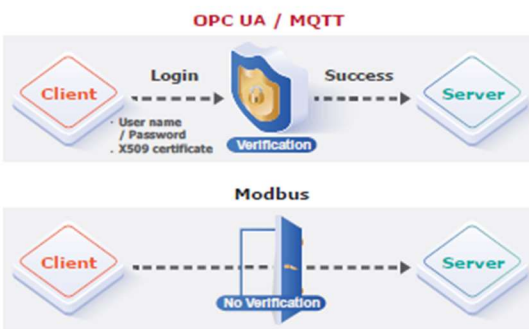 OPC UA / MQTT
Client
Login
Success
Server
· User name
/ Password
. X509 certificate
Verification
Modbus
Client
Server
No Verification